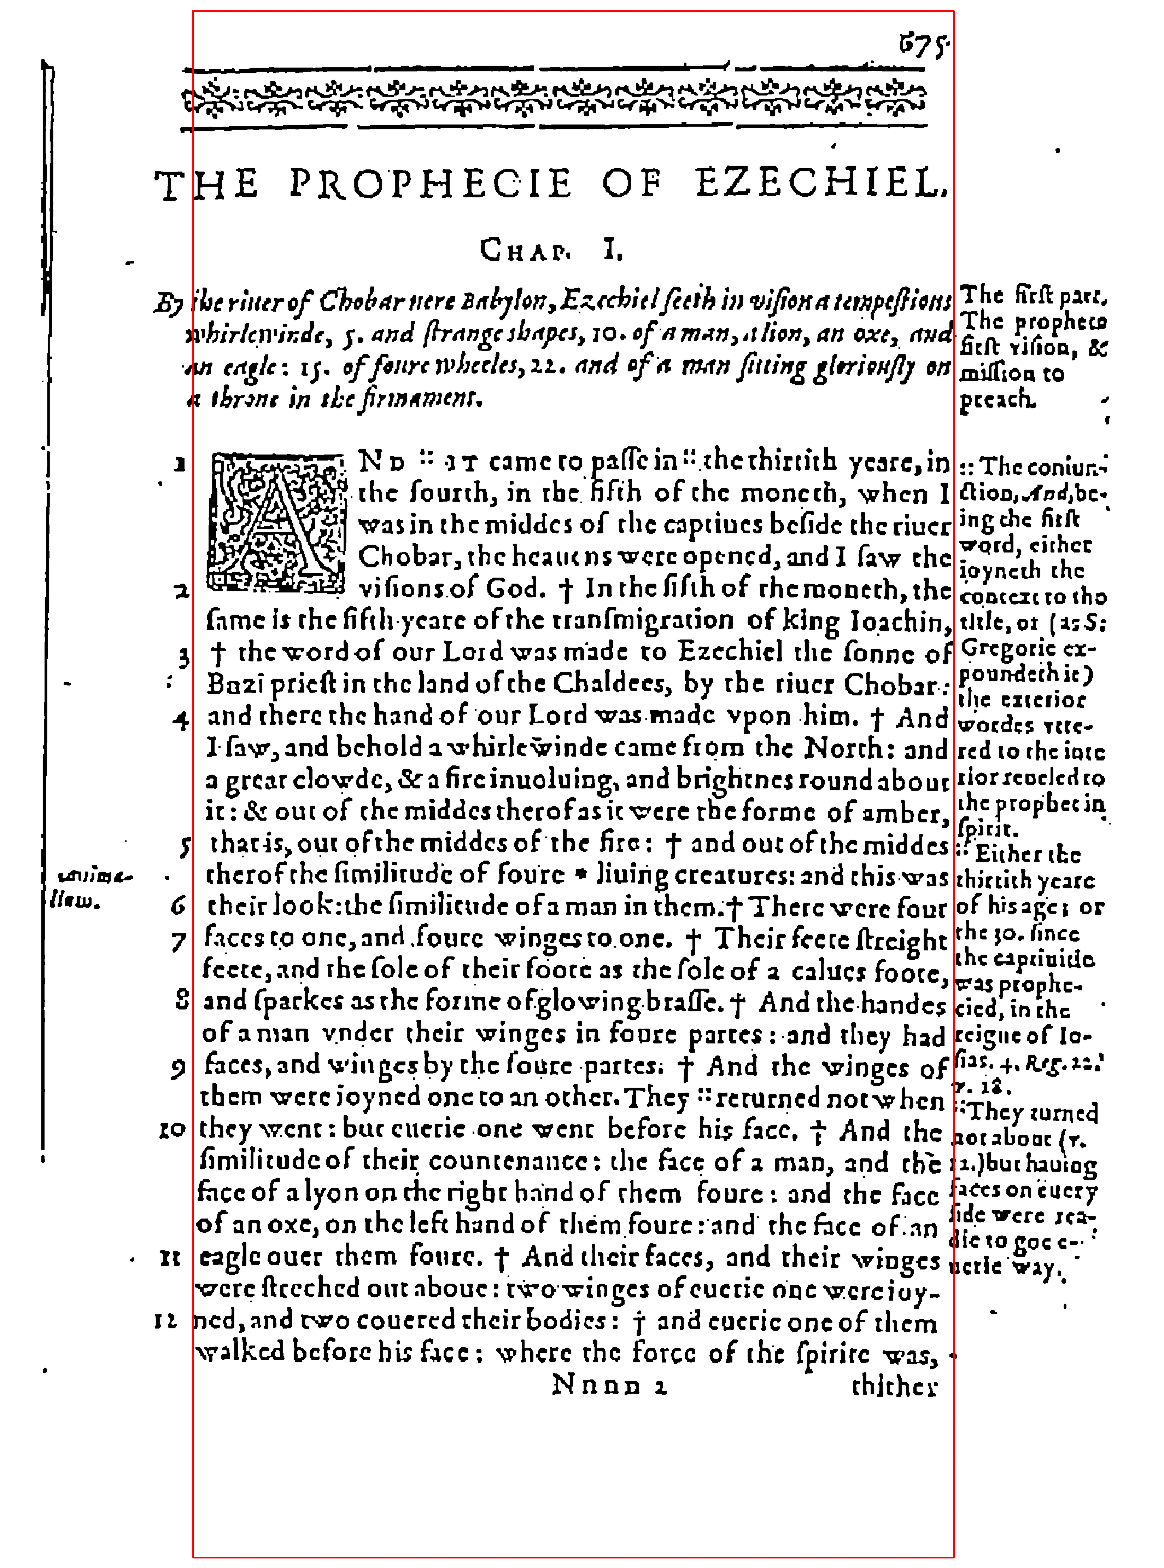 675.
THE PROPHECIE OF EZECHIEL.
CHAP. I.
By the riuer of Chobar nere Babylon, Ezechiel seeth in vision a tempestious
whirlewinde, 5. and strange shapes, 10. of a man, a lion, an oxe, and
an eagle: 15. of foure wheeles, 22. and of a man sitting gloriously on
a throne in the firmament.
The first part.
The prophets
first vision, &
mission to
preach.
1 AND :: IT came to passe in :: the thirtith yeare, in
the fourth, in the fifth of the moneth, when I
was in the middes of the captiues beside the riuer
Chobar, the heauens were opened, and I saw the
2 visions of God. † In the fifth of the moneth, the
same is the fifth yeare of the transmigration of king Ioachin,
3 † the word of our Lord was made to Ezechiel the sonne of
Buzi priest in the land of the Chaldees, by the riuer Chobar:
4 and there the hand of our Lord was made vpon him. † And
I saw, and behold a whirlewinde came from the North: and
a great clowde, & a fire inuoluing, and brightnes round about
it: & out of the middes therof as it were the forme of amber,
5 that is, out of the middes of the fire: † and out of the middes
therof the similitude of foure * liuing creatures: and this was
6 their look: the similitude of a man in them. † There were four
7 faces to one, and foure winges to one. † Their feete streight
feete, and the sole of their foote as the sole of a calues foote,
8 and sparkes as the forme of glowing brasse. † And the handes
of a man vnder their winges in foure partes: and they had
9 faces, and winges by the foure partes. † And the winges of
them were ioyned one to an other. They :: returned not when
10 they went: but euerie one went before his face. † And the
similitude of their countenance: the face of a man, and the
face of a lyon on the right hand of them foure: and the face
of an oxe, on the left hand of them foure: and the face of an
11 eagle ouer them foure. † And their faces, and their winges
were streched out aboue: two winges of euerie one were ioy-
12 ned, and two couered their bodies: † and euerie one of them
walked before his face: where the force of the spirite was,
Nnnn 2 thither
:: The coniun-
ction, And, be-
ing the first
word, either
ioyneth the
context to the
title, or (as S.
Gregorie ex-
poundeth it)
the exterior
wordes vtte-
red to the inte
rior reueled to
the prophet in
spirit.
:: Either the
thirtith yeare
of his age; or
the 30. since
the captiuitie
was prophe-
cied, in the
reigne of Io-
sias. 4. Reg. 22.
v. 18.
:: They turned
not about (v.
12.) but hauing
faces on euery
side were rea-
die to goe e-
uerie way.